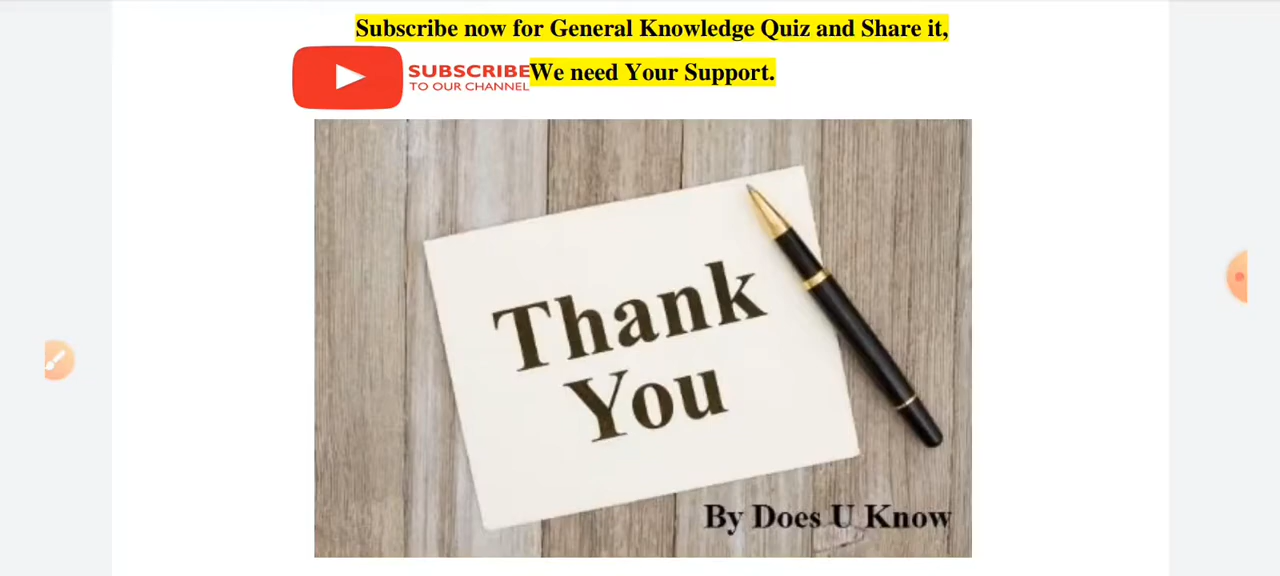 Subscribe now for General Knowledge Quiz and Share it,
SUBSCRIBE
TO OUR CHANNEL
We need Your Support.
Thank
You
By Does U Know